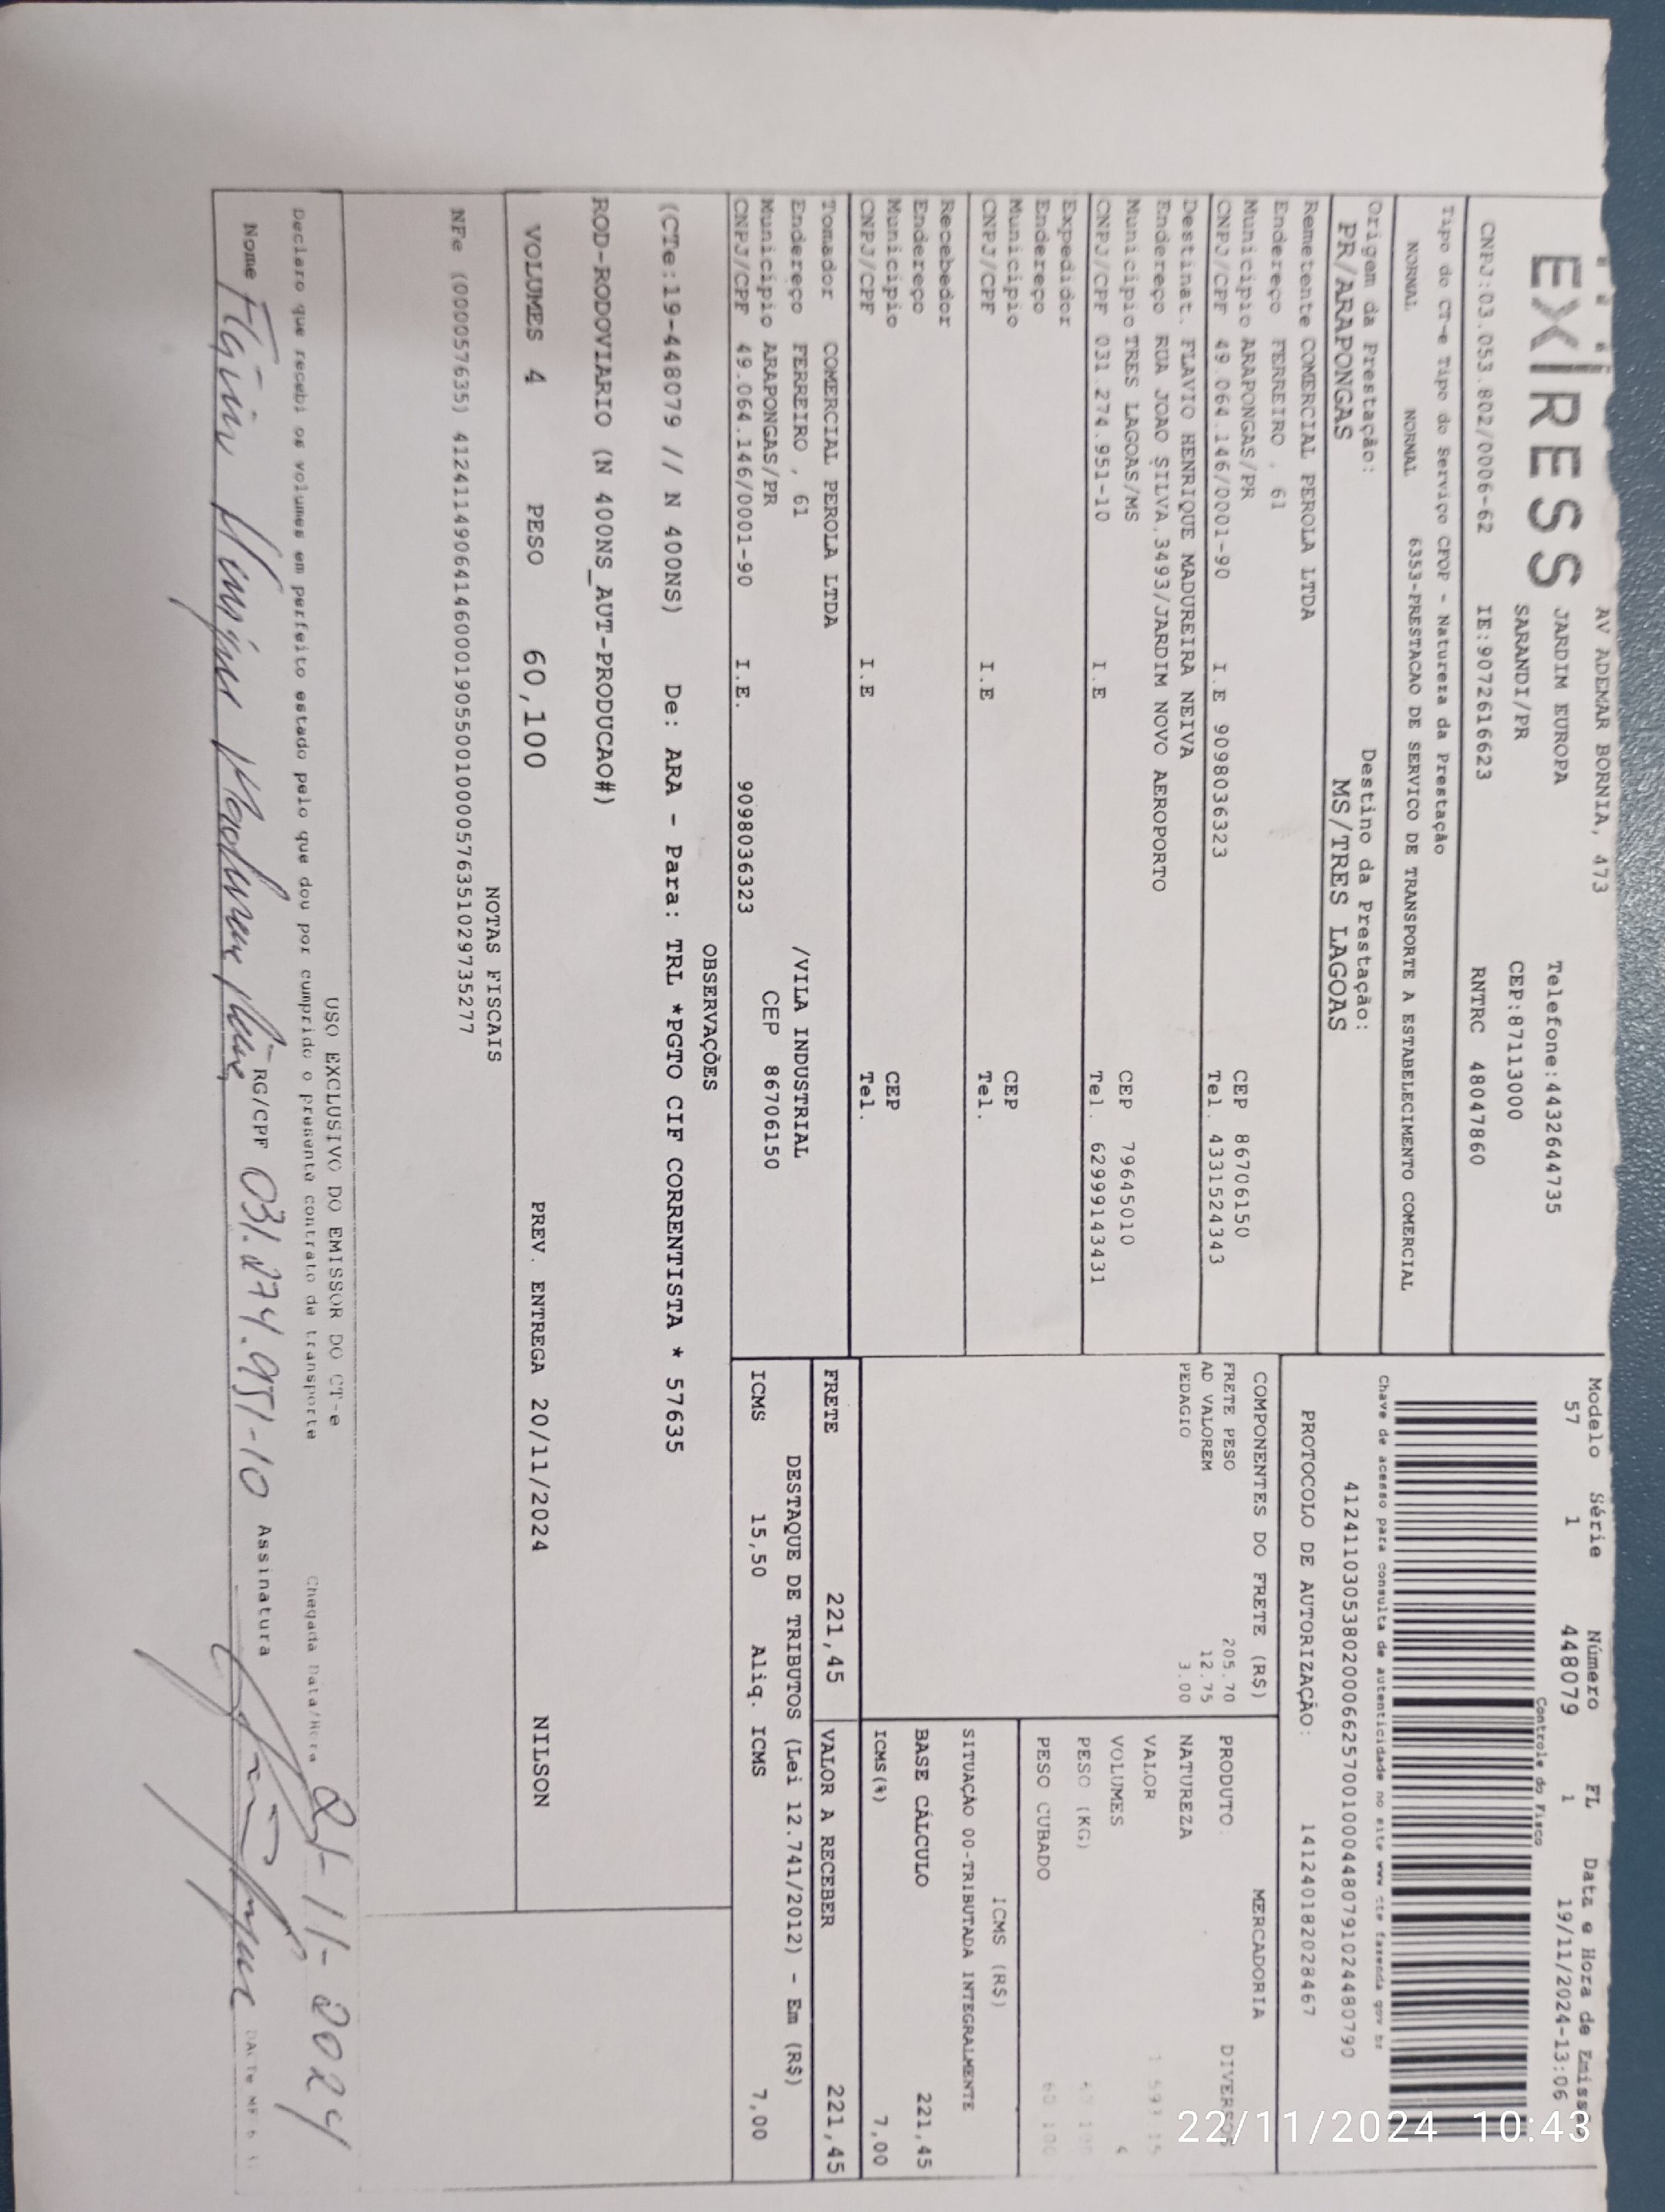 EXPRESS
AV ADEMAR BORNIA, 473
JARDIM EUROPA Telefone:4432644735
SARANDI/PR CEP:87113000
CNPJ:03.053.802/0006-62 IE:9072616623 RNTRC 48047860
Modelo Série Número FL Data e Hora de Emissão
57 1 448079 1 19/11/2024-13:06
Controle do Fisco
Tipo do CT-e Tipo do Serviço CFOP - Natureza da Prestação
NORMAL NORMAL 6353-PRESTACAO DE SERVICO DE TRANSPORTE A ESTABELECIMENTO COMERCIAL
Chave de acesso para consulta de autenticidade no site www cte fazenda gov br
41241103053802000662570010004480791024480790
Origem da Prestação: Destino da Prestação:
PR/ARAPONGAS MS/TRES LAGOAS
PROTOCOLO DE AUTORIZAÇÃO: 141240182028467
Remetente COMERCIAL PEROLA LTDA
Endereço FERREIRO , 61
Município ARAPONGAS/PR CEP 86706150
CNPJ/CPF 49.064.146/0001-90 I.E 9098036323 Tel. 4331524343
Destinat. FLAVIO HENRIQUE MADUREIRA NEIVA
Endereço RUA JOAO SILVA,3493/JARDIM NOVO AEROPORTO
Município TRES LAGOAS/MS CEP 79645010
CNPJ/CPF 031.274.951-10 I.E Tel. 62999143431
Expedidor
Endereço
Município CEP
CNPJ/CPF I.E Tel.
Recebedor
Endereço
Município CEP
CNPJ/CPF I.E Tel.
Tomador COMERCIAL PEROLA LTDA
Endereço FERREIRO , 61 /VILA INDUSTRIAL
Município ARAPONGAS/PR CEP 86706150
CNPJ/CPF 49.064.146/0001-90 I.E. 9098036323
COMPONENTES DO FRETE (R$)
FRETE PESO 205.70
AD VALOREM 12.75
PEDAGIO 3.00
MERCADORIA
PRODUTO: DIVERSOS
NATUREZA
VALOR
VOLUMES 4
PESO (KG)
PESO CUBADO
ICMS (R$)
SITUAÇÃO 00-TRIBUTADA INTEGRALMENTE
BASE CÁLCULO 221,45
ICMS(%) 7,00
FRETE 221,45 VALOR A RECEBER 221,45
DESTAQUE DE TRIBUTOS (Lei 12.741/2012) - Em (R$)
ICMS 15,50 Aliq. ICMS 7,00
OBSERVAÇÕES
(CTe:19-448079 // N 400NS) De: ARA - Para: TRL *PGTO CIF CORRENTISTA * 57635
ROD-RODOVIARIO (N 400NS_AUT-PRODUCAO#)
VOLUMES 4 PESO 60,100 PREV. ENTREGA 20/11/2024 NILSON
NOTAS FISCAIS
NFe (000057635) 41241149064146000190550010000576351029735277
USO EXCLUSIVO DO EMISSOR DO CT-e
Declaro que recebi os volumes em perfeito estado pelo que dou por cumprido o presente contrato de transporte Chegada Data/Hora 21-11-2024
Nome Flávio Henrique Madureira Neiva RG/CPF 031.274.951-10 Assinatura
22/11/2024 10:43